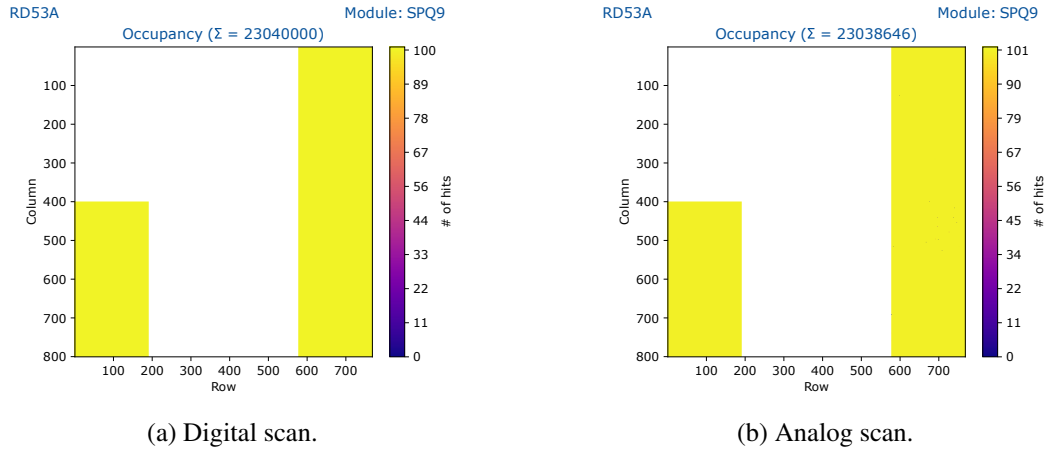 RD53A Module: SPQ9
Occupancy (Σ = 23040000)
100
200
300
400
500
600
700
800
Column
100 200 300 400 500 600 700
Row
100
90
79
67
56
44
33
22
11
0
# of hits
(a) Digital scan.
RD53A Module: SPQ9
Occupancy (Σ = 23038646)
100
200
300
400
500
600
700
800
Column
100 200 300 400 500 600 700
Row
101
90
79
67
56
45
34
22
11
0
# of hits
(b) Analog scan.